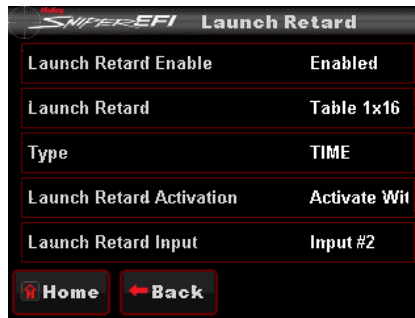 Holley
SNIPER EFI Launch Retard
Launch Retard Enable Enabled
Launch Retard Table 1x16
Type TIME
Launch Retard Activation Activate Wit
Launch Retard Input Input #2
Home Back